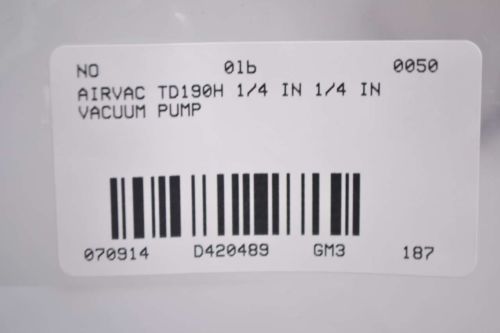 NO 01b 0050
AIRVAC TD190H 1/4 IN 1/4 IN
VACUUM PUMP
070914 D420489 GM3 187